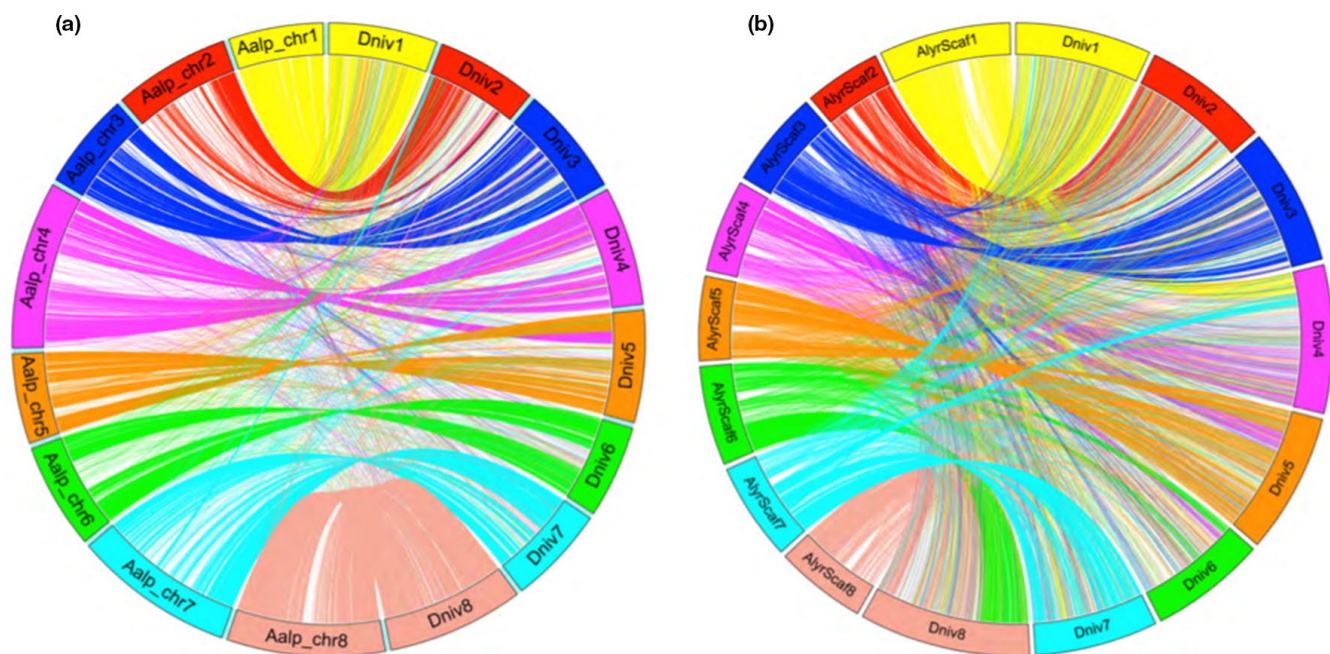 (a)
Aalp_chr1
Dniv1
Aalp_chr2
Dniv2
Aalp_chr3
Dniv3
Aalp_chr4
Dniv4
Aalp_chr5
Dniv5
Aalp_chr6
Dniv6
Aalp_chr7
Dniv7
Aalp_chr8
Dniv8
(b)
AlyrScaf1
Dniv1
AlyrScaf2
Dniv2
AlyrScaf3
Dniv3
AlyrScaf4
Dniv4
AlyrScaf5
Dniv5
AlyrScaf6
Dniv6
AlyrScaf7
Dniv7
AlyrScaf8
Dniv8